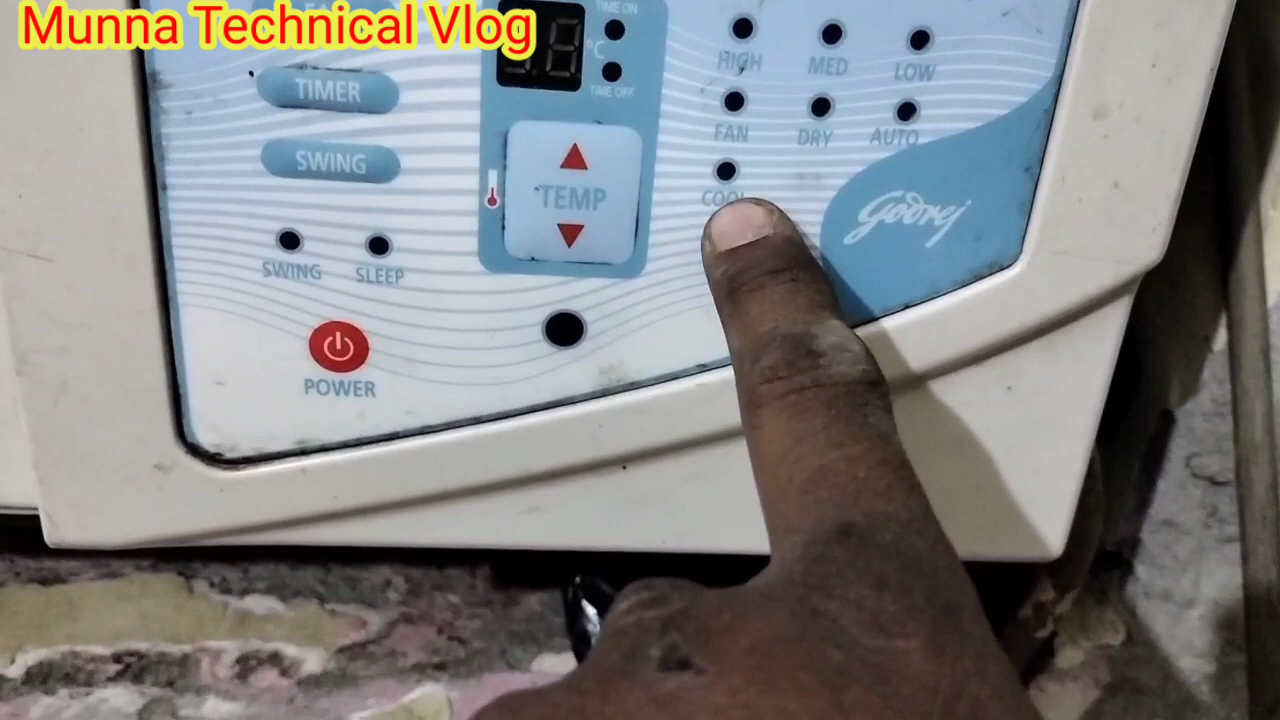 Munna Technical Vlog
TIME ON
°C
TIME OFF
TIMER
SWING
TEMP
SWING
SLEEP
POWER
HIGH
MED
LOW
FAN
DRY
AUTO
COOL
Godrej